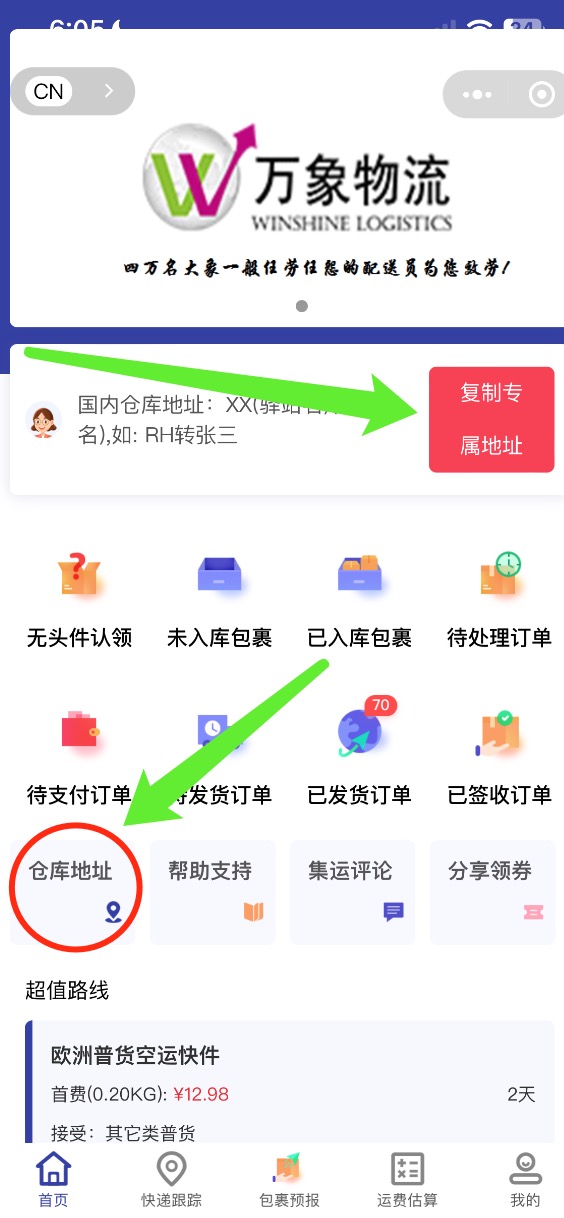 6:05
34
CN
万象物流
WINSHINE LOGISTICS
四万名大象一般任劳任怨的配送员为您效劳!
国内仓库地址：XX(驿站名
名),如: RH转张三
复制专
属地址
无头件认领
未入库包裹
已入库包裹
待处理订单
70
待支付订单
待发货订单
已发货订单
已签收订单
仓库地址
帮助支持
集运评论
分享领券
超值路线
欧洲普货空运快件
首费(0.20KG): ¥12.98
2天
接受：其它类普货
首页
快递跟踪
包裹预报
运费估算
我的